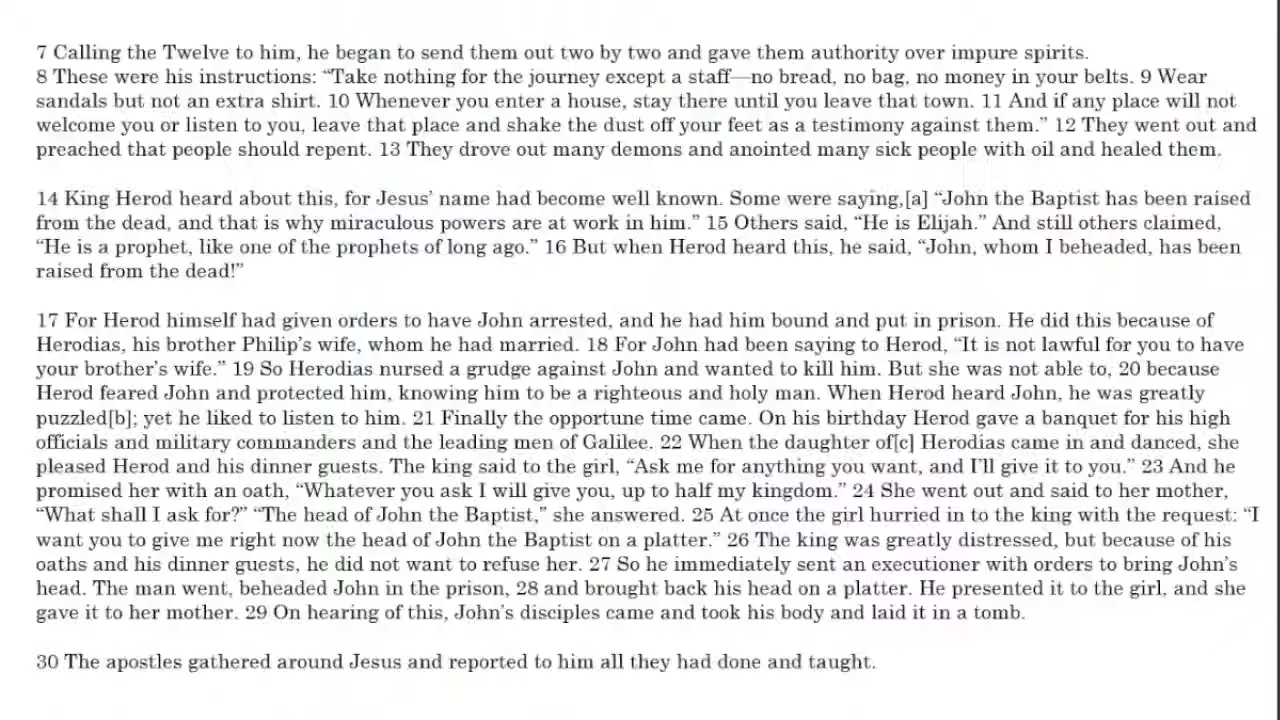 7 Calling the Twelve to him, he began to send them out two by two and gave them authority over impure spirits.
8 These were his instructions: “Take nothing for the journey except a staff—no bread, no bag, no money in your belts. 9 Wear
sandals but not an extra shirt. 10 Whenever you enter a house, stay there until you leave that town. 11 And if any place will not
welcome you or listen to you, leave that place and shake the dust off your feet as a testimony against them.” 12 They went out and
preached that people should repent. 13 They drove out many demons and anointed many sick people with oil and healed them.
14 King Herod heard about this, for Jesus’ name had become well known. Some were saying,[a] “John the Baptist has been raised
from the dead, and that is why miraculous powers are at work in him.” 15 Others said, “He is Elijah.” And still others claimed,
“He is a prophet, like one of the prophets of long ago.” 16 But when Herod heard this, he said, “John, whom I beheaded, has been
raised from the dead!”
17 For Herod himself had given orders to have John arrested, and he had him bound and put in prison. He did this because of
Herodias, his brother Philip’s wife, whom he had married. 18 For John had been saying to Herod, “It is not lawful for you to have
your brother’s wife.” 19 So Herodias nursed a grudge against John and wanted to kill him. But she was not able to, 20 because
Herod feared John and protected him, knowing him to be a righteous and holy man. When Herod heard John, he was greatly
puzzled[b]; yet he liked to listen to him. 21 Finally the opportune time came. On his birthday Herod gave a banquet for his high
officials and military commanders and the leading men of Galilee. 22 When the daughter of[c] Herodias came in and danced, she
pleased Herod and his dinner guests. The king said to the girl, “Ask me for anything you want, and I’ll give it to you.” 23 And he
promised her with an oath, “Whatever you ask I will give you, up to half my kingdom.” 24 She went out and said to her mother,
“What shall I ask for?” “The head of John the Baptist,” she answered. 25 At once the girl hurried in to the king with the request: “I
want you to give me right now the head of John the Baptist on a platter.” 26 The king was greatly distressed, but because of his
oaths and his dinner guests, he did not want to refuse her. 27 So he immediately sent an executioner with orders to bring John’s
head. The man went, beheaded John in the prison, 28 and brought back his head on a platter. He presented it to the girl, and she
gave it to her mother. 29 On hearing of this, John’s disciples came and took his body and laid it in a tomb.
30 The apostles gathered around Jesus and reported to him all they had done and taught.